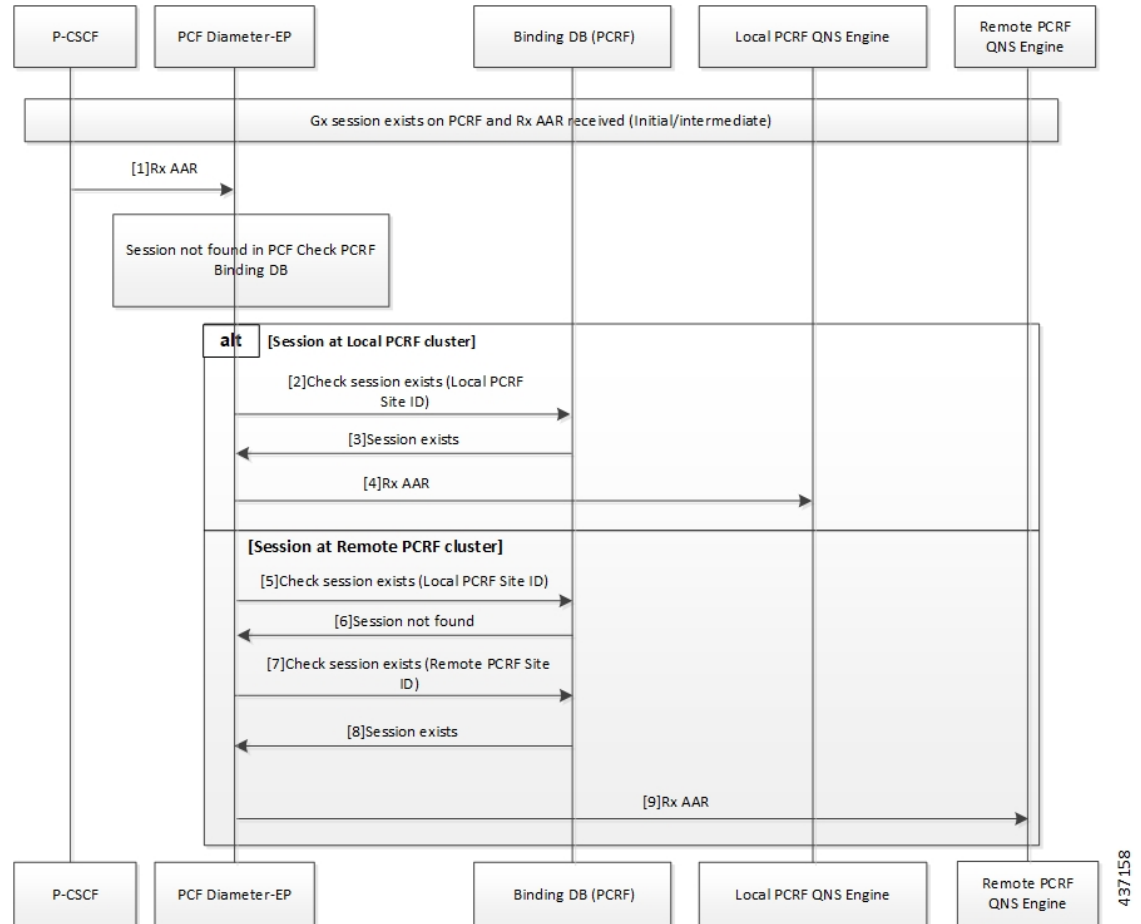 P-CSCF
PCF Diameter-EP
Binding DB (PCRF)
Local PCRF QNS Engine
Remote PCRF
QNS Engine
Gx session exists on PCRF and Rx AAR received (Initial/intermediate)
[1]Rx AAR
Session not found in PCF Check PCRF
Binding DB
alt
[Session at Local PCRF cluster]
[2]Check session exists (Local PCRF
Site ID)
[3]Session exists
[4]Rx AAR
[Session at Remote PCRF cluster]
[5]Check session exists (Local PCRF Site ID)
[6]Session not found
[7]Check session exists (Remote PCRF Site
ID)
[8]Session exists
[9]Rx AAR
P-CSCF
PCF Diameter-EP
Binding DB (PCRF)
Local PCRF QNS Engine
Remote PCRF
QNS Engine
437158